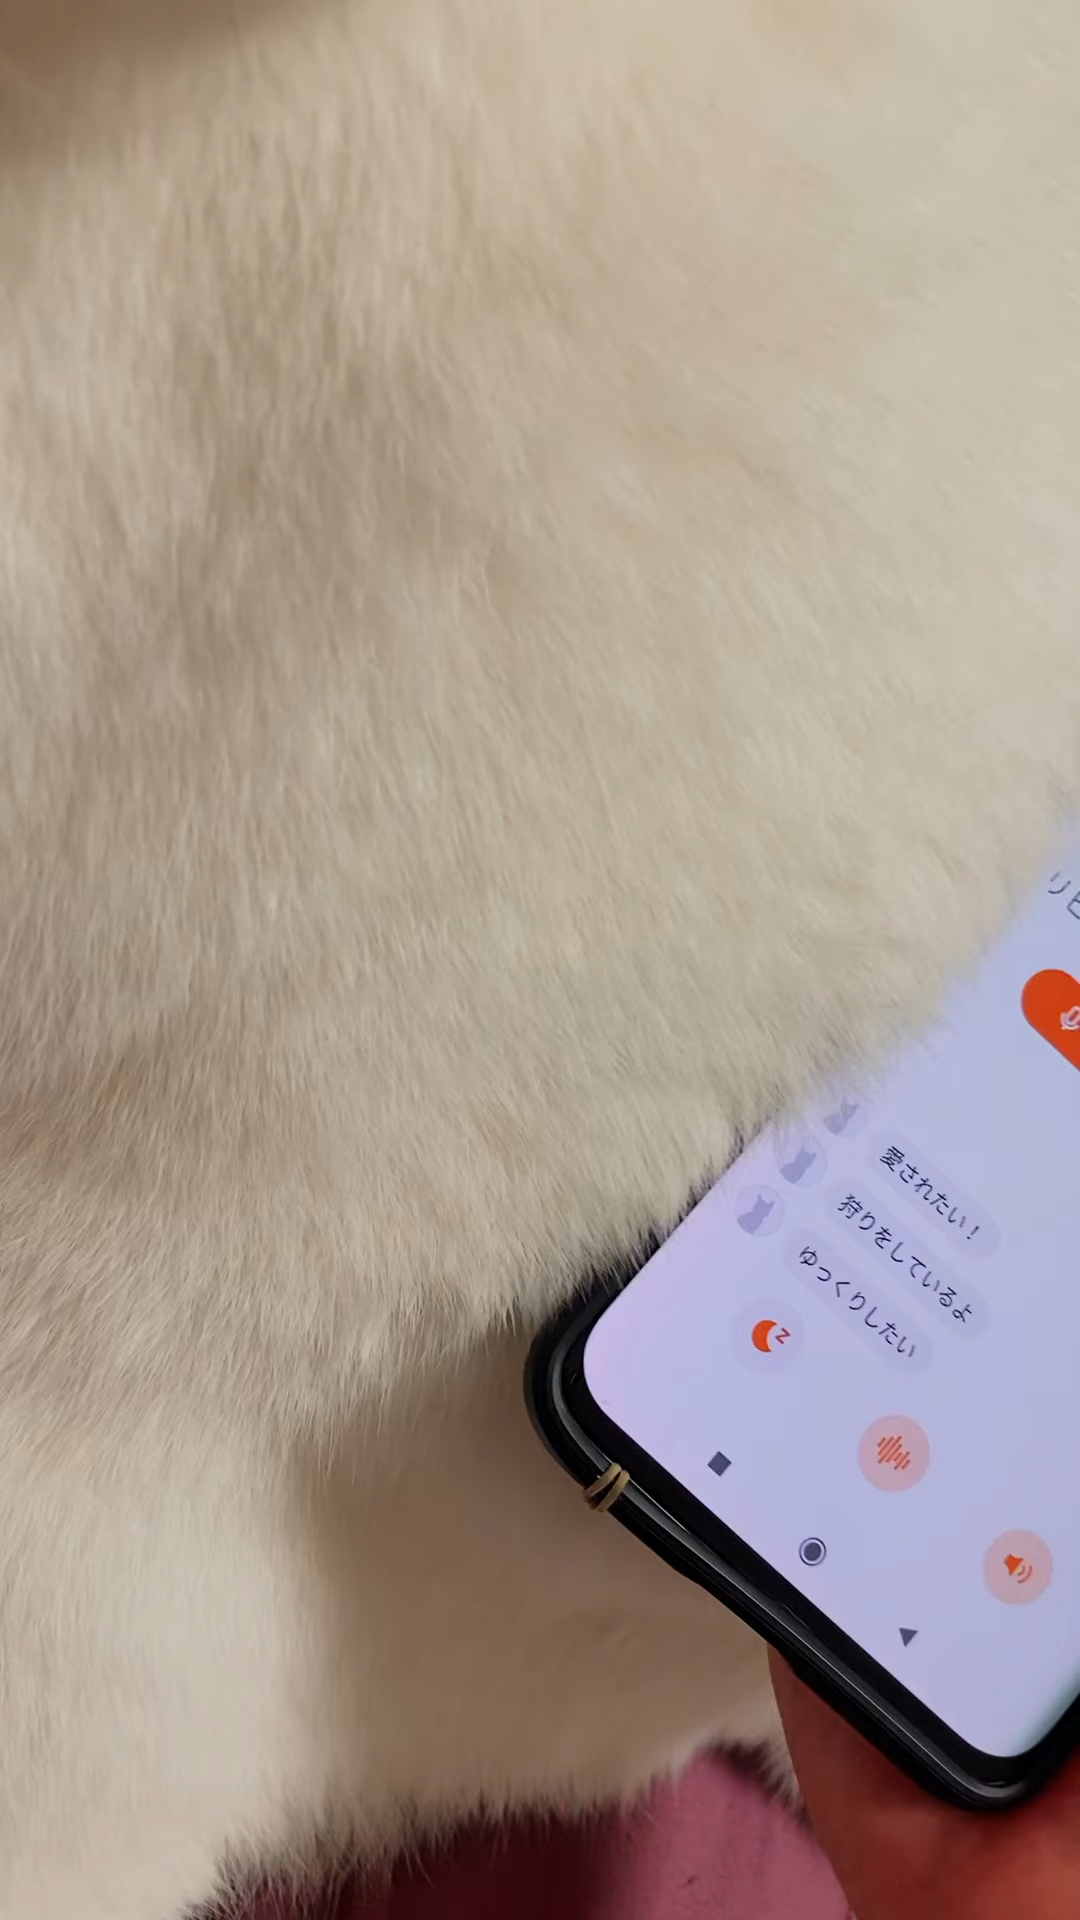 リ
愛されたい！
狩りをしているよ
ゆっくりしたい
z